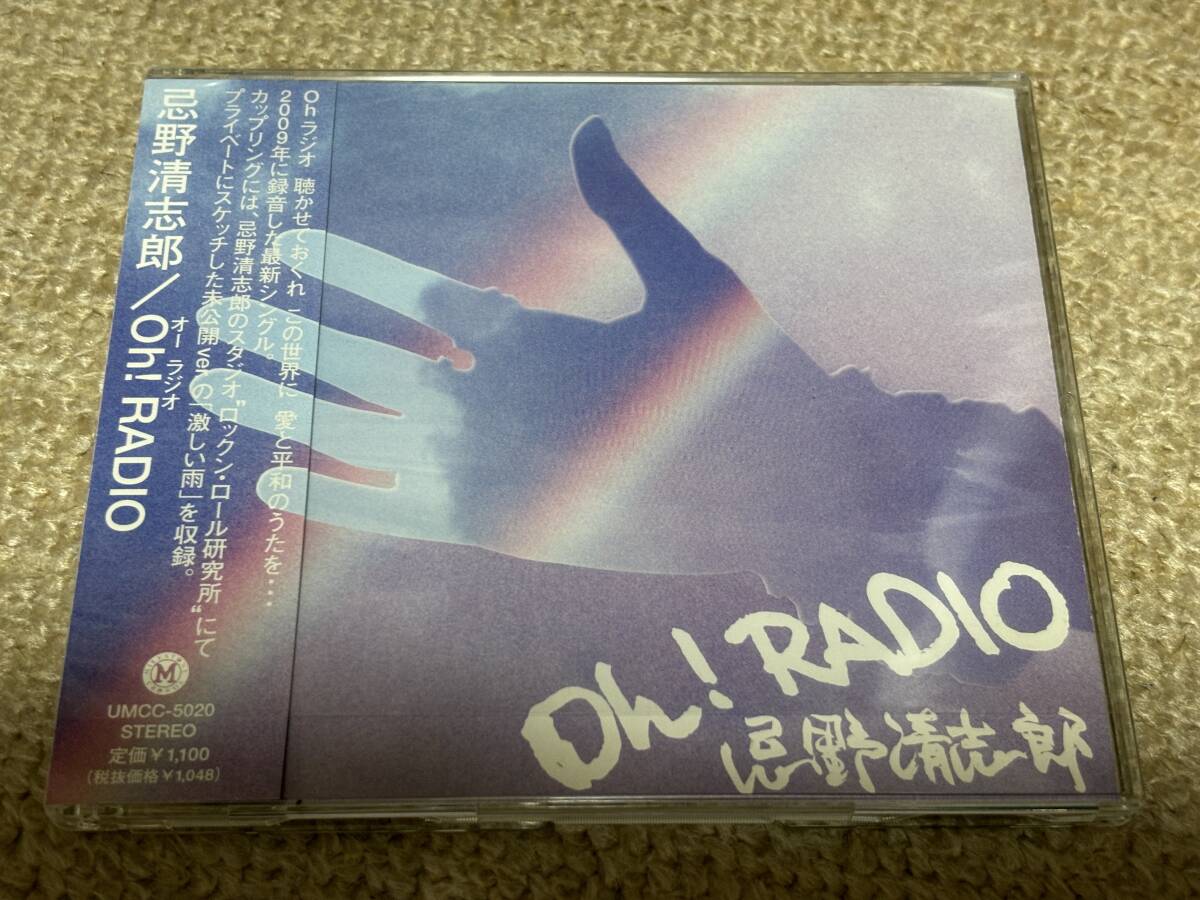 Oh ラジオ 聴かせておくれ この世界に 愛と平和のうたを…
2009年に録音した最新シングル。
カップリングには、忌野清志郎のスタジオ"ロックン・ロール研究所"にて
プライベートにスケッチした未公開ver.の「激しい雨」を収録。
忌野清志郎/Oh! RADIO
オー ラジオ
M
UMCC-5020
STEREO
定価¥1,100
(税抜価格¥1,048)
Oh! RADIO
忌野清志郎